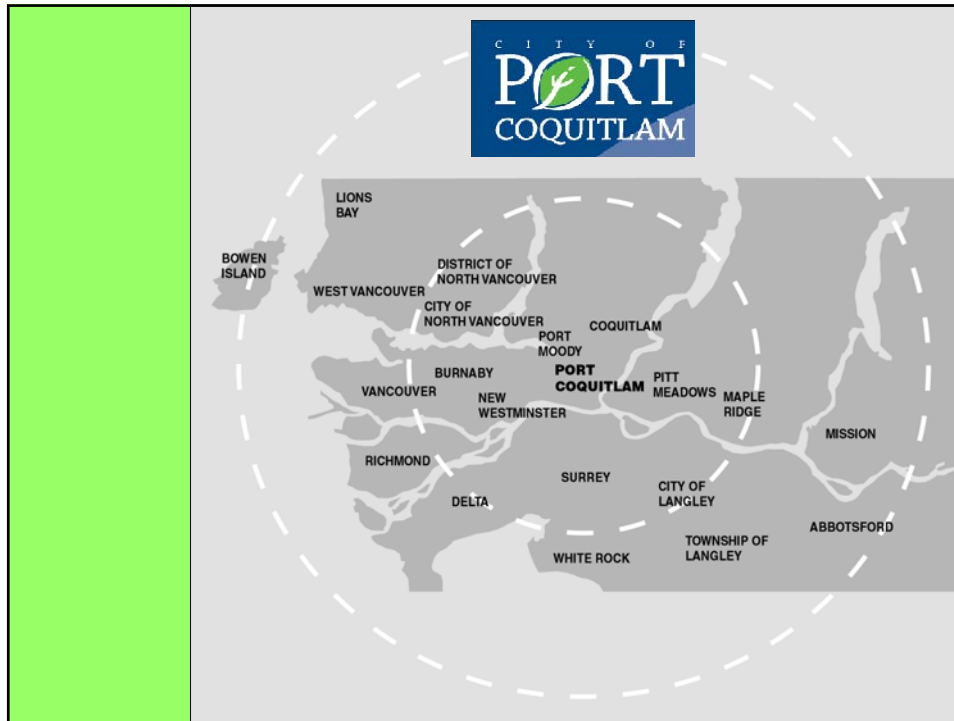 CITY OF
PORT
COQUITLAM
LIONS
BAY
BOWEN
ISLAND
DISTRICT OF
NORTH VANCOUVER
WEST VANCOUVER
CITY OF
NORTH VANCOUVER
COQUITLAM
PORT
MOODY
BURNABY
PORT
COQUITLAM
PITT
MEADOWS
VANCOUVER
NEW
WESTMINSTER
MAPLE
RIDGE
MISSION
RICHMOND
SURREY
CITY OF
LANGLEY
DELTA
ABBOTSFORD
WHITE ROCK
TOWNSHIP OF
LANGLEY